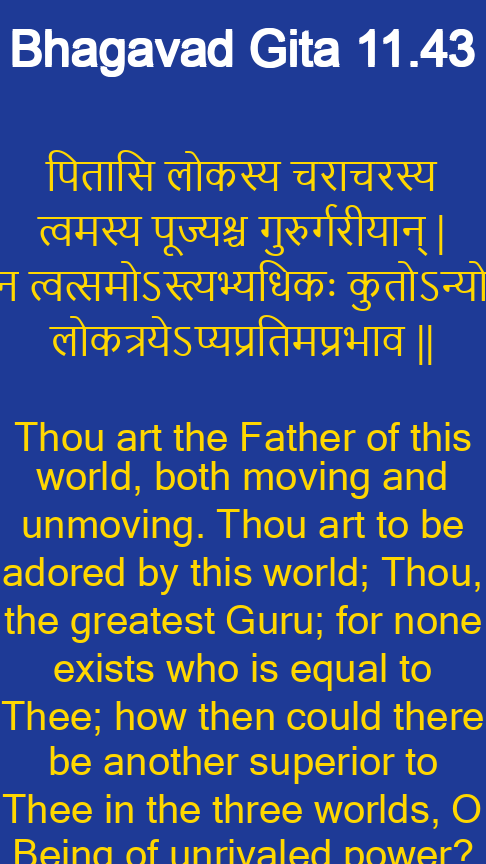 Bhagavad Gita 11.43
पितासि लोकस्य चराचरस्य
त्वमस्य पूज्यश्च गुरुर्गरीयान् |
न त्वत्समोऽस्त्यभ्यधिकः कुतोऽन्यो
लोकत्रयेऽप्यप्रतिमप्रभाव ||
Thou art the Father of this
world, both moving and
unmoving. Thou art to be
adored by this world; Thou,
the greatest Guru; for none
exists who is equal to
Thee; how then could there
be another superior to
Thee in the three worlds, O
Being of unrivaled power?